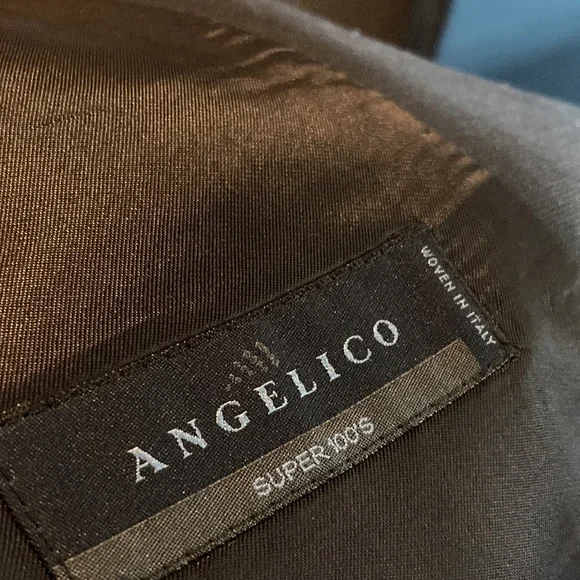 ANGELICO
SUPER 100'S
WOVEN IN ITALY